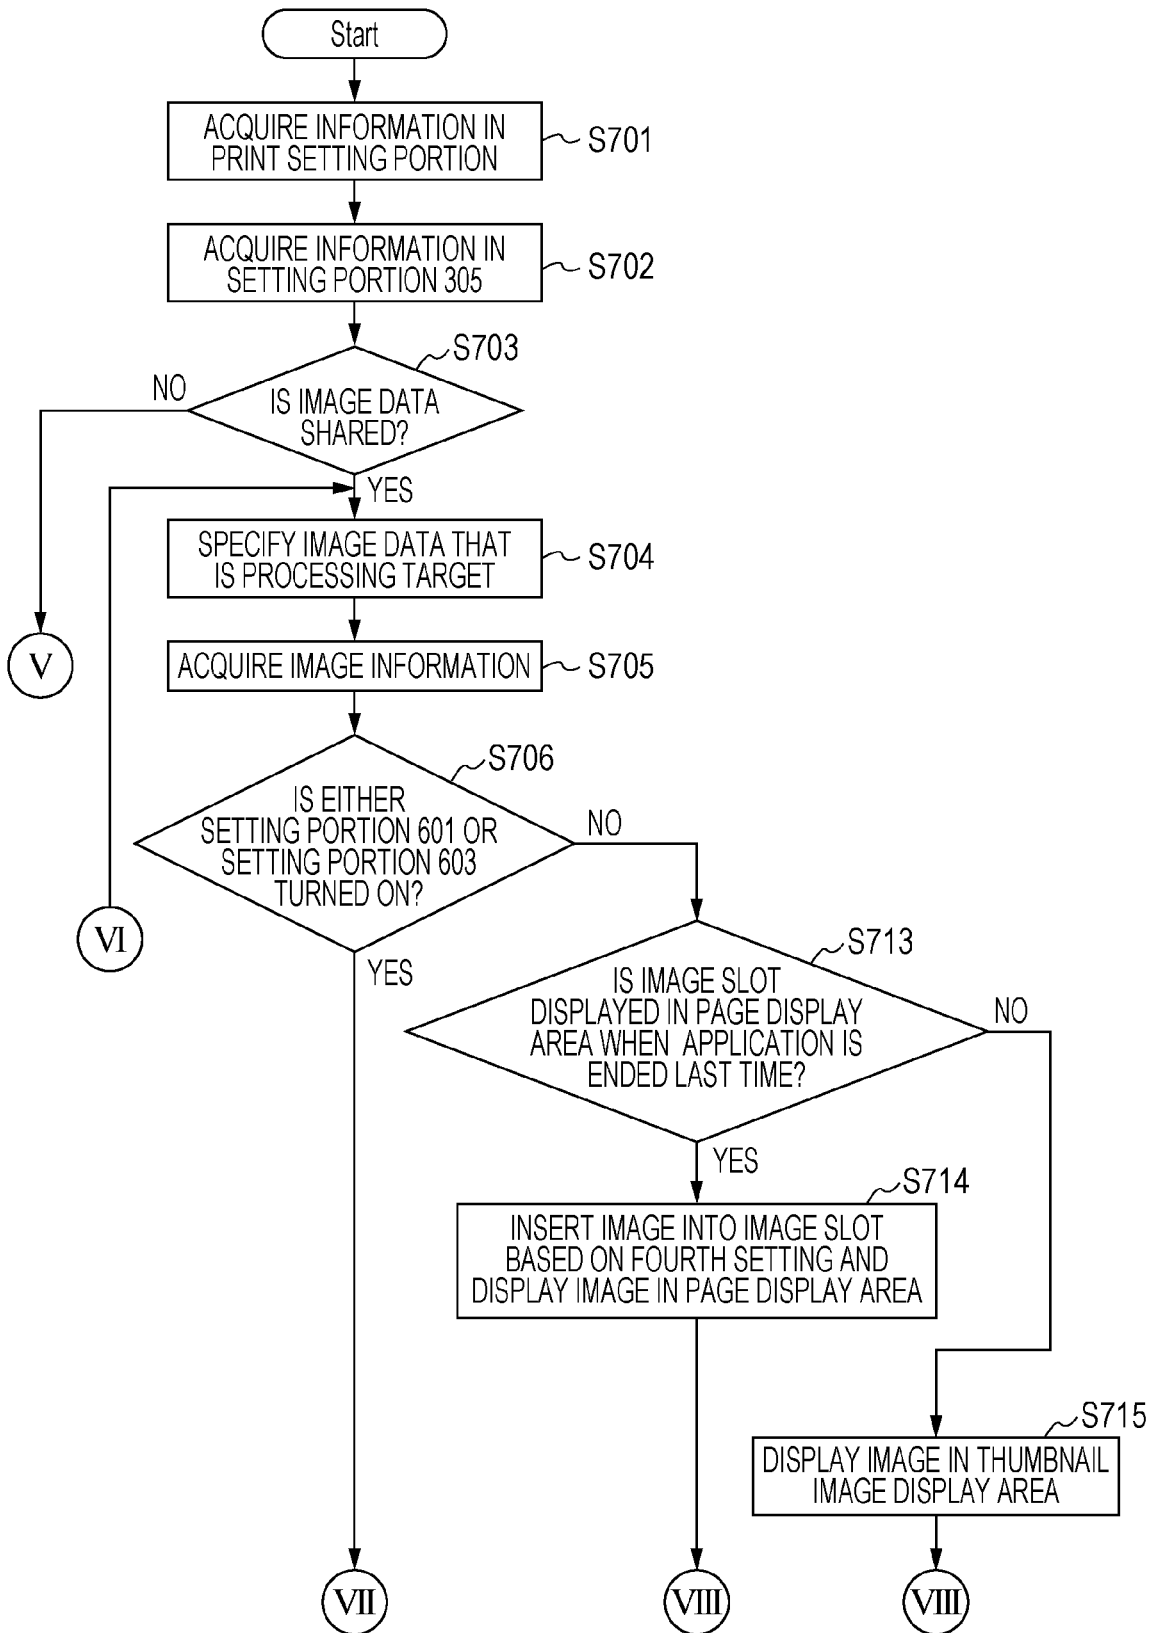 Start
ACQUIRE INFORMATION IN
PRINT SETTING PORTION
S701
ACQUIRE INFORMATION IN
SETTING PORTION 305
S702
S703
NO
IS IMAGE DATA
SHARED?
YES
SPECIFY IMAGE DATA THAT
IS PROCESSING TARGET
S704
V
ACQUIRE IMAGE INFORMATION
S705
S706
IS EITHER
SETTING PORTION 601 OR
SETTING PORTION 603
TURNED ON?
NO
VI
YES
S713
IS IMAGE SLOT
DISPLAYED IN PAGE DISPLAY
AREA WHEN APPLICATION IS
ENDED LAST TIME?
NO
YES
S714
INSERT IMAGE INTO IMAGE SLOT
BASED ON FOURTH SETTING AND
DISPLAY IMAGE IN PAGE DISPLAY AREA
S715
DISPLAY IMAGE IN THUMBNAIL
IMAGE DISPLAY AREA
VII
VIII
VIII